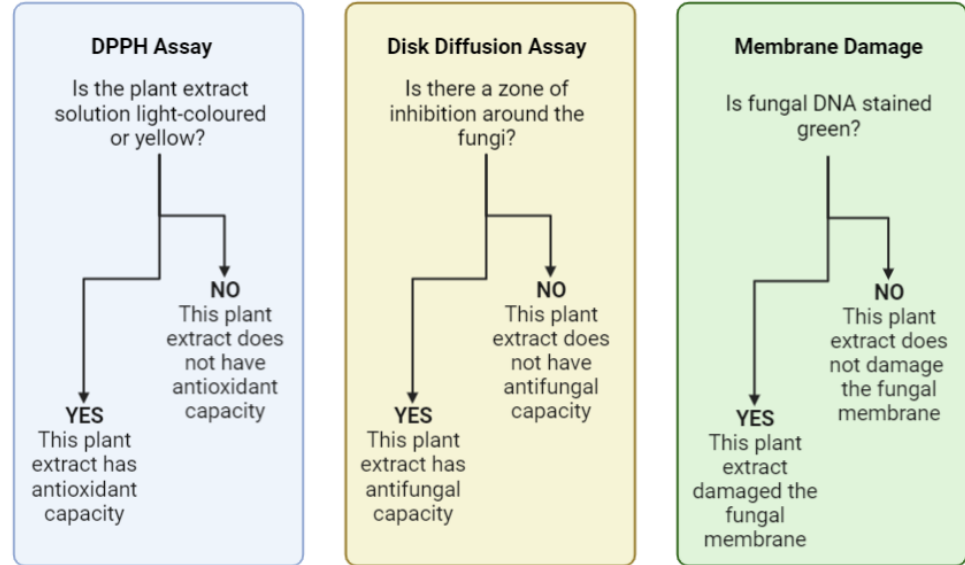 DPPH Assay
Is the plant extract
solution light-coloured
or yellow?
NO
This plant
extract does
not have
antioxidant
capacity
YES
This plant
extract has
antioxidant
capacity
Disk Diffusion Assay
Is there a zone of
inhibition around the
fungi?
NO
This plant
extract does
not have
antifungal
capacity
YES
This plant
extract has
antifungal
capacity
Membrane Damage
Is fungal DNA stained
green?
NO
This plant
extract does
not damage
the fungal
membrane
YES
This plant
extract
damaged the
fungal
membrane